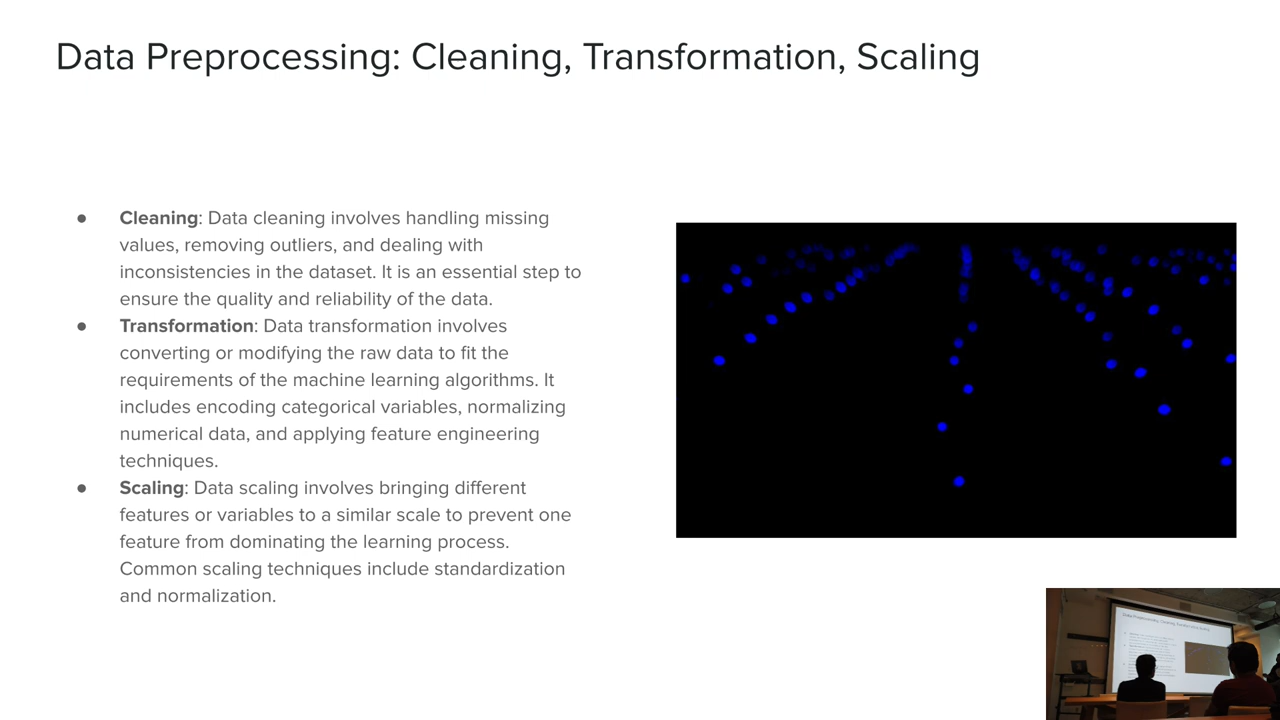 Data Preprocessing: Cleaning, Transformation, Scaling
● Cleaning: Data cleaning involves handling missing
values, removing outliers, and dealing with
inconsistencies in the dataset. It is an essential step to
ensure the quality and reliability of the data.
● Transformation: Data transformation involves
converting or modifying the raw data to fit the
requirements of the machine learning algorithms. It
includes encoding categorical variables, normalizing
numerical data, and applying feature engineering
techniques.
● Scaling: Data scaling involves bringing different
features or variables to a similar scale to prevent one
feature from dominating the learning process.
Common scaling techniques include standardization
and normalization.